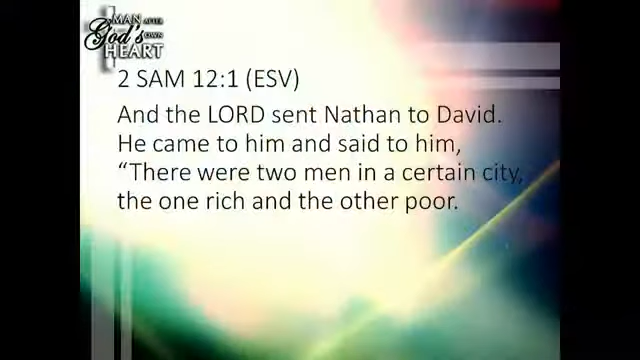 A MAN AFTER
God's OWN
HEART
2 SAM 12:1 (ESV)
And the LORD sent Nathan to David.
He came to him and said to him,
“There were two men in a certain city,
the one rich and the other poor.